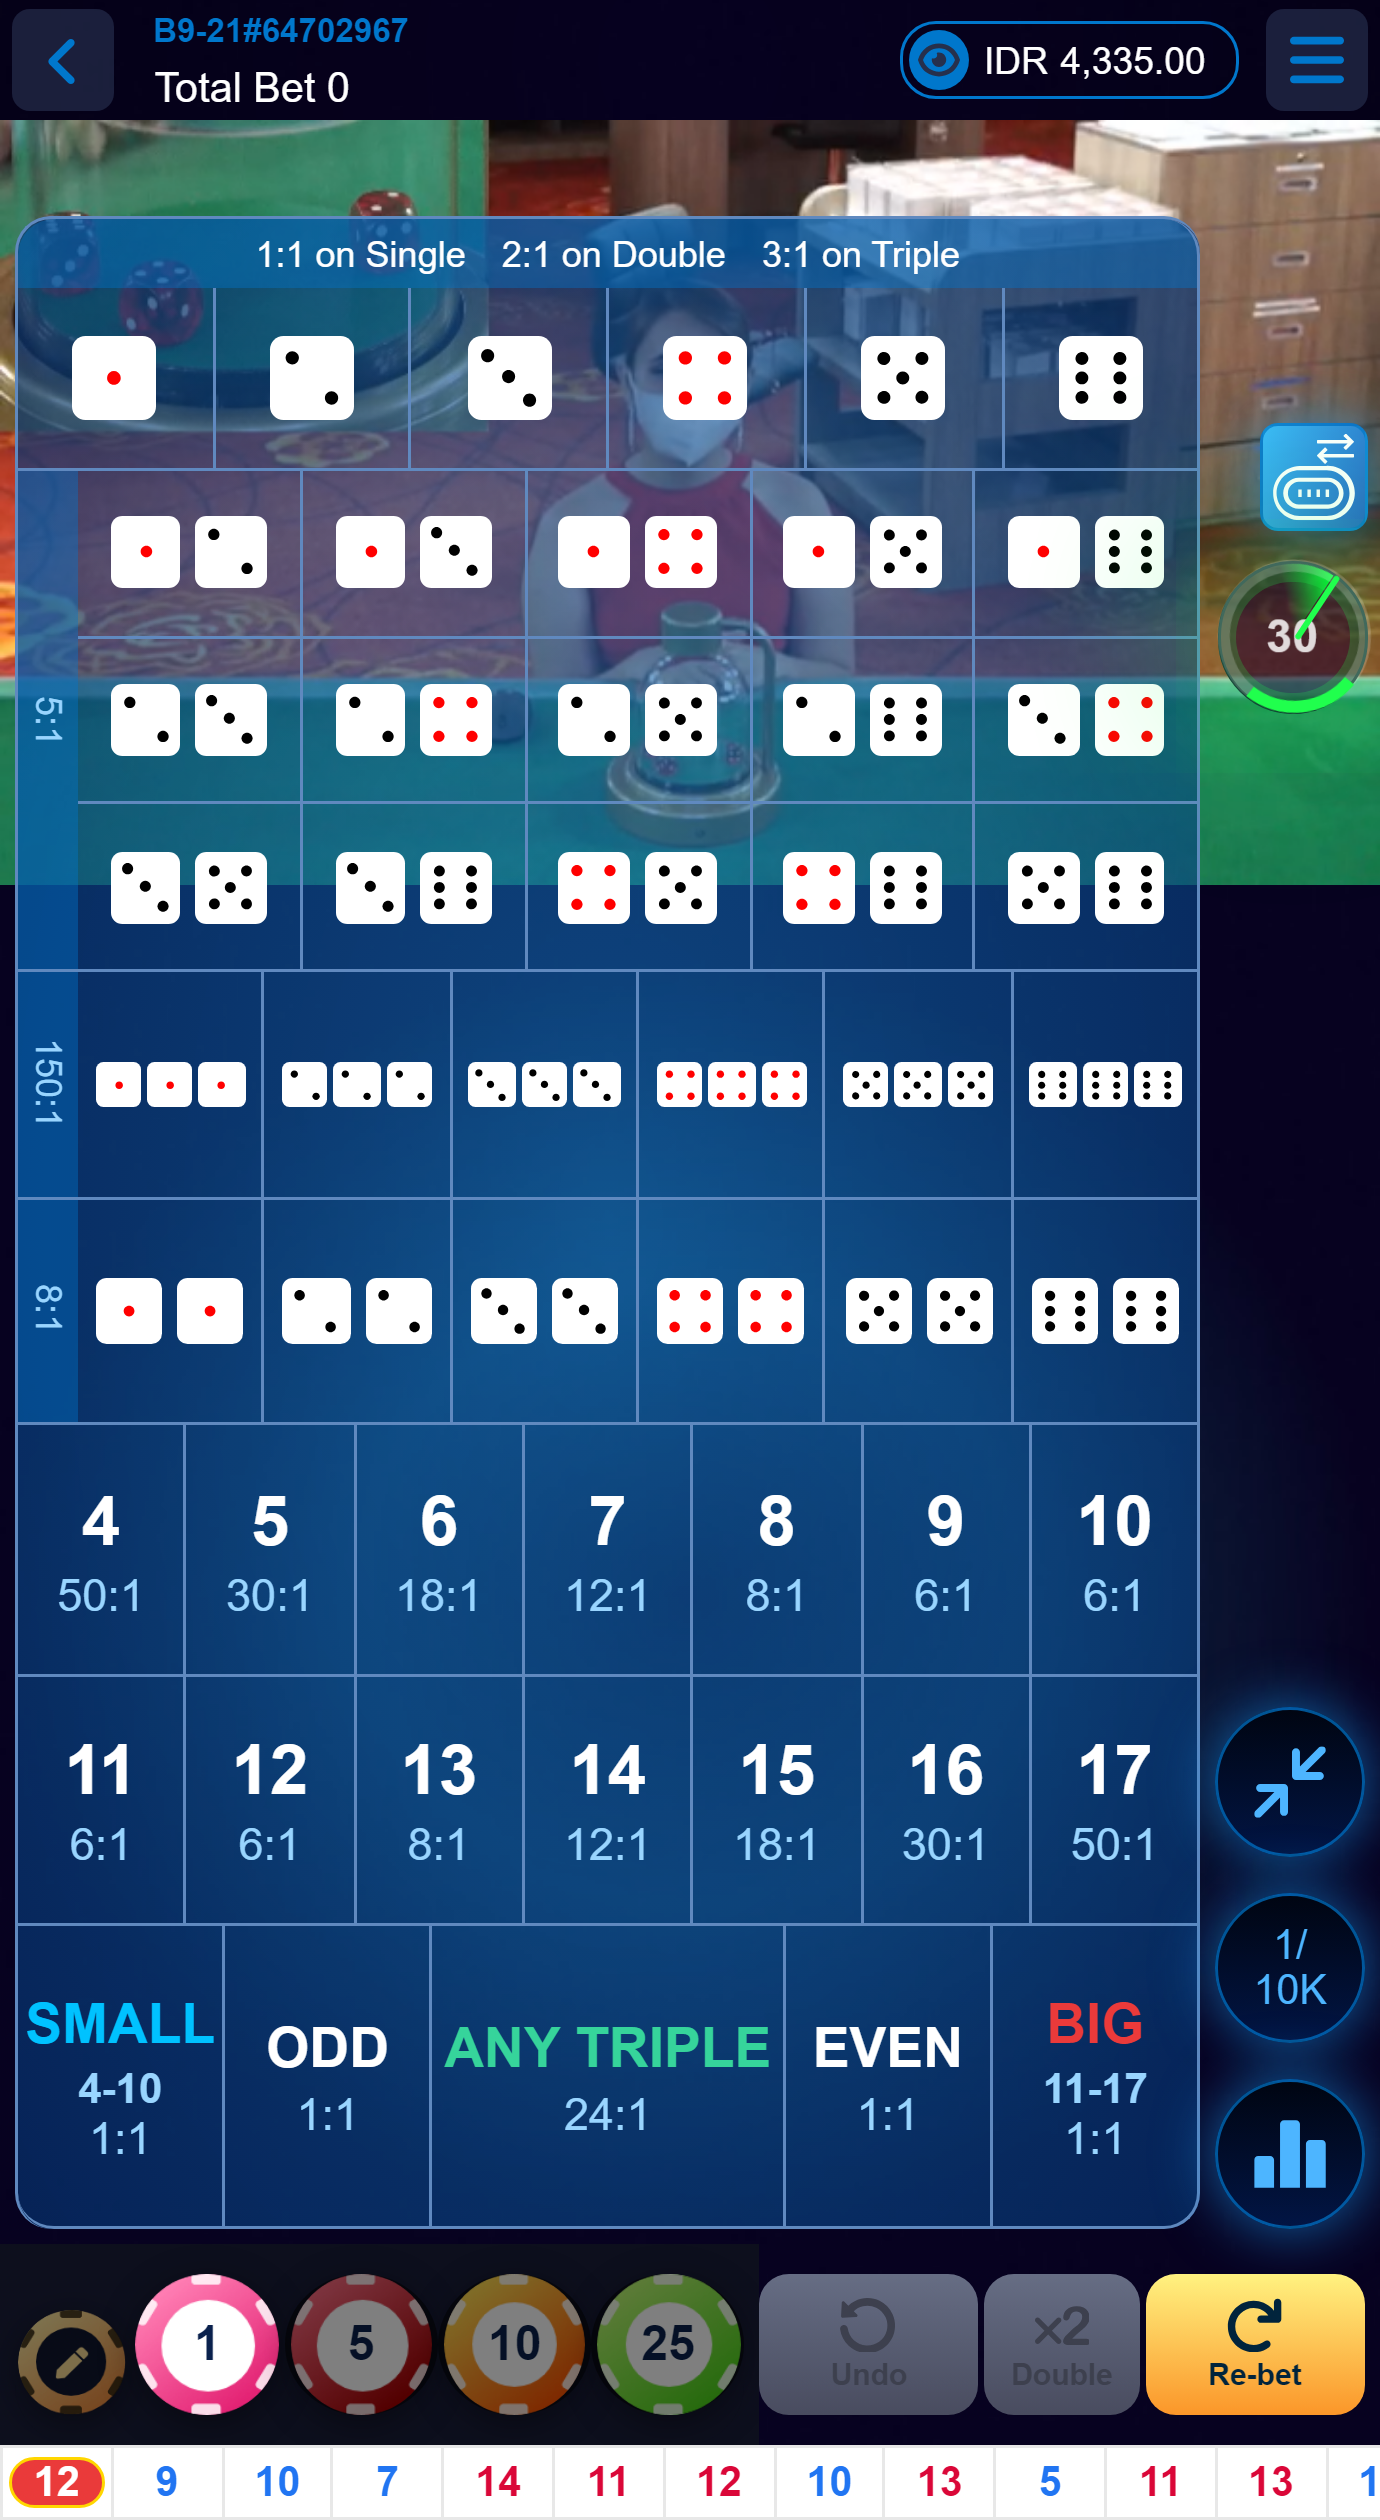 B9-21#64702967
Total Bet 0
IDR 4,335.00
1:1 on Single 2:1 on Double 3:1 on Triple
30
5:1
150:1
8:1
4 5 6 7 8 9 10
50:1 30:1 18:1 12:1 8:1 6:1 6:1
11 12 13 14 15 16 17
6:1 6:1 8:1 12:1 18:1 30:1 50:1
1/
10K
SMALL
4-10
1:1
ODD
1:1
ANY TRIPLE
24:1
EVEN
1:1
BIG
11-17
1:1
1 5 10 25
Undo
x2
Double
Re-bet
12 9 10 7 14 11 12 10 13 5 11 13